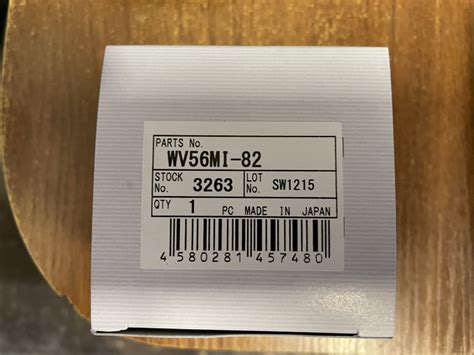 PARTS No.
WV56MI-82
STOCK No. 3263 LOT No. SW1215
QTY 1 PC MADE IN JAPAN
4 580281 457480